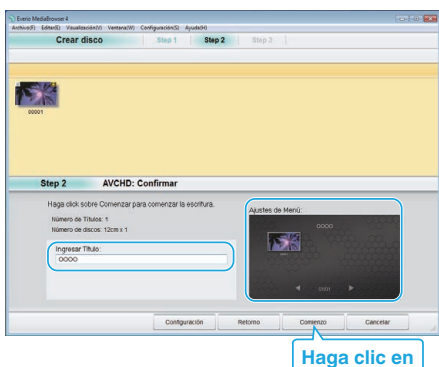 Everio MediaBrowser 4
Archivo(F) Editar(E) Visualización(V) Ventana(W) Configuración(S) Ayuda(H)
Crear disco Step 1 Step 2 Step 3
00001
Step 2 AVCHD: Confirmar
Haga click sobre Comenzar para comenzar la escritura.
Número de Títulos: 1
Número de discos: 12cm x 1
Ingresar Título:
OOOO
Ajustes de Menú:
OOOO
01/01
Configuración Retorno Comienzo Cancelar
Haga clic en